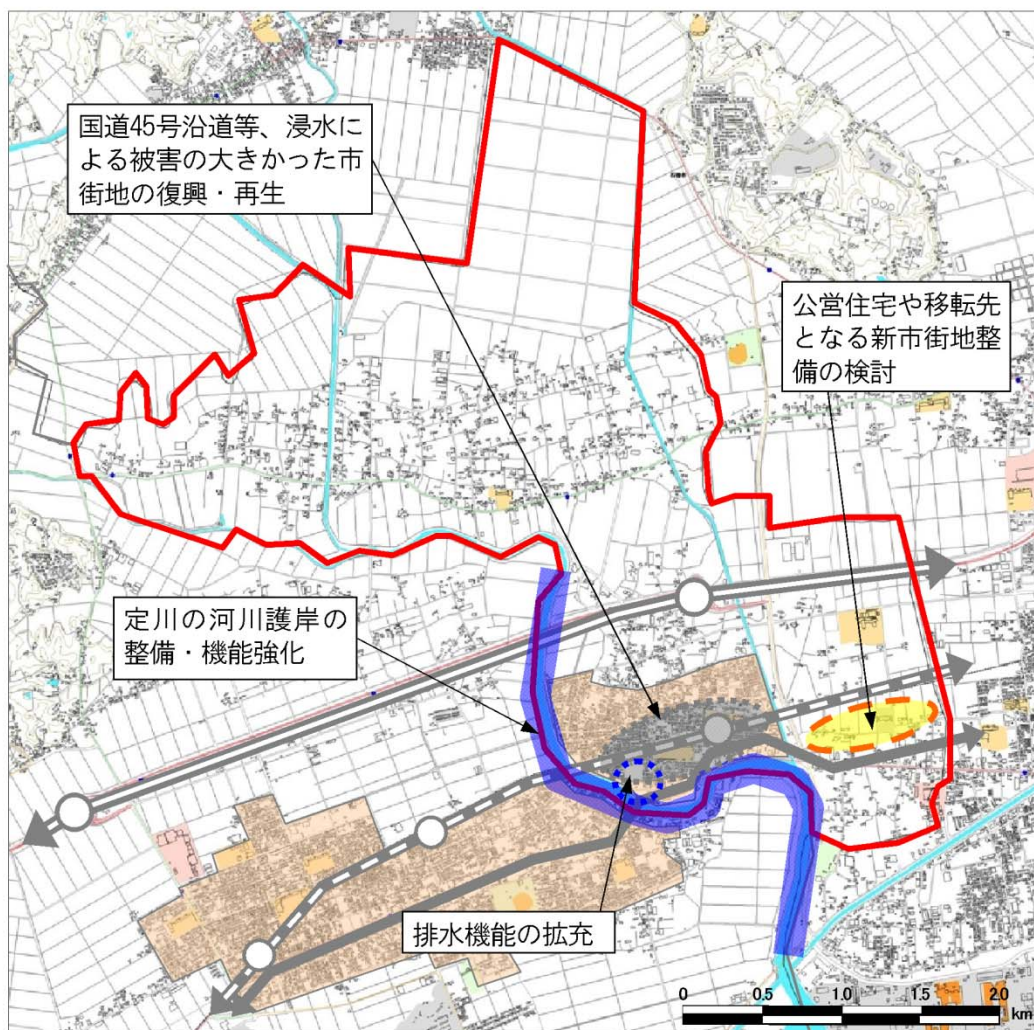 国道45号沿道等、浸水に
よる被害の大きかった市
街地の復興・再生
公営住宅や移転先
となる新市街地整
備の検討
定川の河川護岸の
整備・機能強化
排水機能の拡充
0 0.5 1.0 1.5 2.0
km